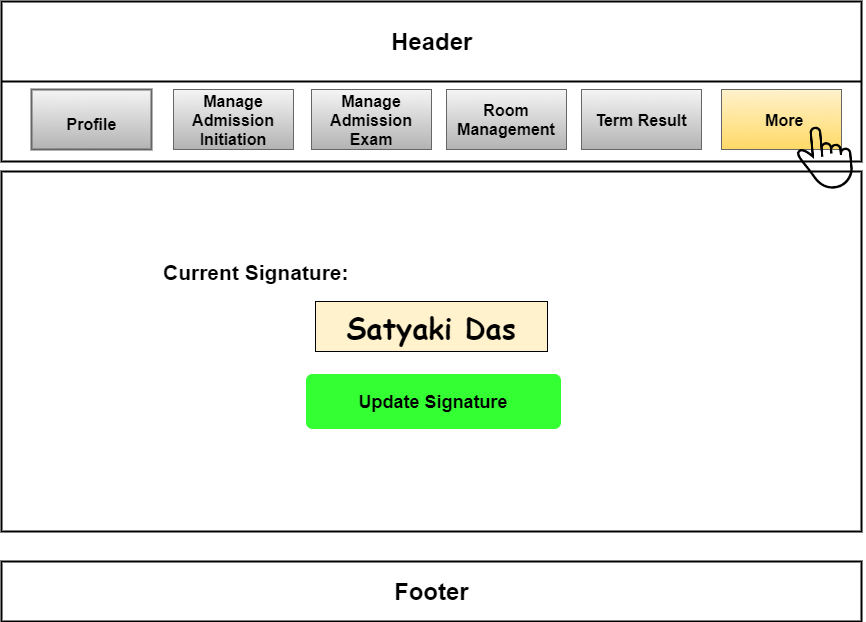 Header
Profile
Manage
Admission
Initiation
Manage
Admission
Exam
Room
Management
Term Result
More
Current Signature:
Satyaki Das
Update Signature
Footer